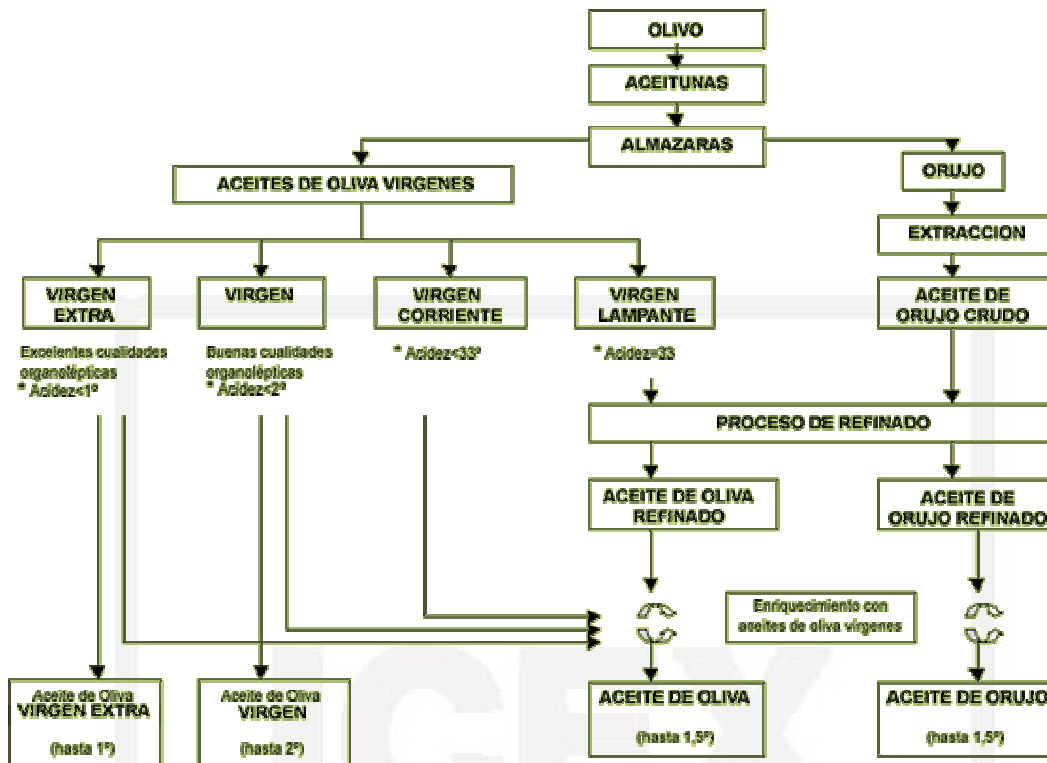 OLIVO
ACEITUNAS
ALMAZARAS
ACEITES DE OLIVA VIRGENES
ORUJO
EXTRACCION
VIRGEN
EXTRA
VIRGEN
VIRGEN
CORRIENTE
VIRGEN
LAMPANTE
ACEITE DE
ORUJO CRUDO
Excelentes cualidades
organolépticas
* Acidez<1º
Buenas cualidades
organolépticas
* Acidez<2º
* Acidez<33º
* Acidez=33
PROCESO DE REFINADO
ACEITE DE OLIVA
REFINADO
ACEITE DE
ORUJO REFINADO
Enriquecimiento con
aceites de oliva vírgenes
Aceite de Oliva
VIRGEN EXTRA
(hasta 1º)
Aceite de Oliva
VIRGEN
(hasta 2º)
ACEITE DE OLIVA
(hasta 1,5º)
ACEITE DE ORUJO
(hasta 1,5º)